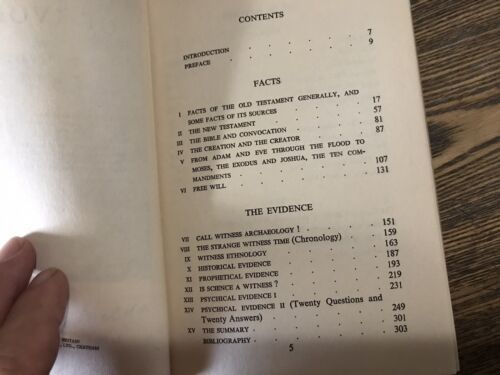 CONTENTS
INTRODUCTION 7
PREFACE 9
FACTS
I FACTS OF THE OLD TESTAMENT GENERALLY, AND
SOME FACTS OF ITS SOURCES 17
II THE NEW TESTAMENT 57
III THE BIBLE AND CONVOCATION 81
IV THE CREATION AND THE CREATOR 87
V FROM ADAM AND EVE THROUGH THE FLOOD TO
MOSES, THE EXODUS AND JOSHUA, THE TEN COM-
MANDMENTS 107
VI FREE WILL 131
THE EVIDENCE
VII CALL WITNESS ARCHAEOLOGY ! 151
VIII THE STRANGE WITNESS TIME (Chronology) 159
IX WITNESS ETHNOLOGY 163
X HISTORICAL EVIDENCE 187
XI PROPHETICAL EVIDENCE 193
XII IS SCIENCE A WITNESS ? 219
XIII PSYCHICAL EVIDENCE I 231
XIV PSYCHICAL EVIDENCE II (Twenty Questions and
Twenty Answers) 249
XV THE SUMMARY 301
BIBLIOGRAPHY 303
5
BRITAIN
LTD., CHATHAM